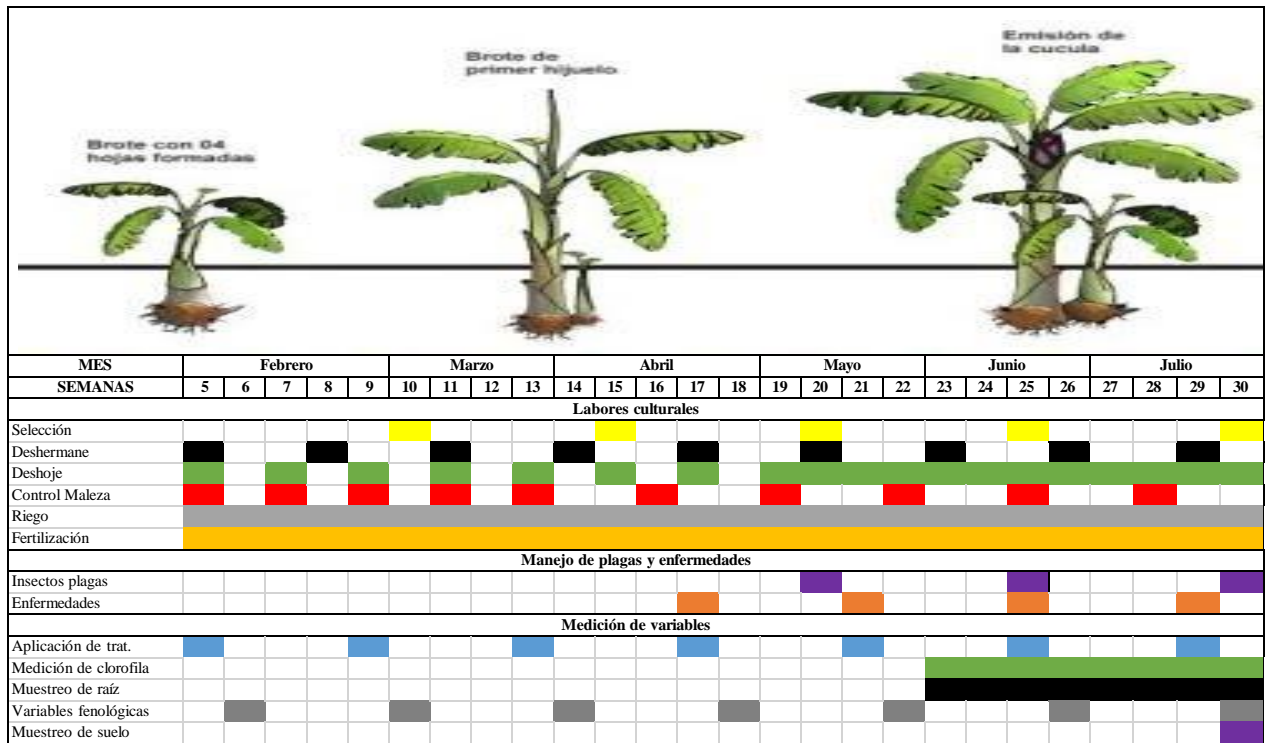 Emisión de
la cucula
Brote de
primer hijuelo
Brote con 04
hojas formadas
MES Febrero Marzo Abril Mayo Junio Julio
SEMANAS 5 6 7 8 9 10 11 12 13 14 15 16 17 18 19 20 21 22 23 24 25 26 27 28 29 30
Labores culturales
Selección
Deshermane
Deshoje
Control Maleza
Riego
Fertilización
Manejo de plagas y enfermedades
Insectos plagas
Enfermedades
Medición de variables
Aplicación de trat.
Medición de clorofila
Muestreo de raíz
Variables fenológicas
Muestreo de suelo